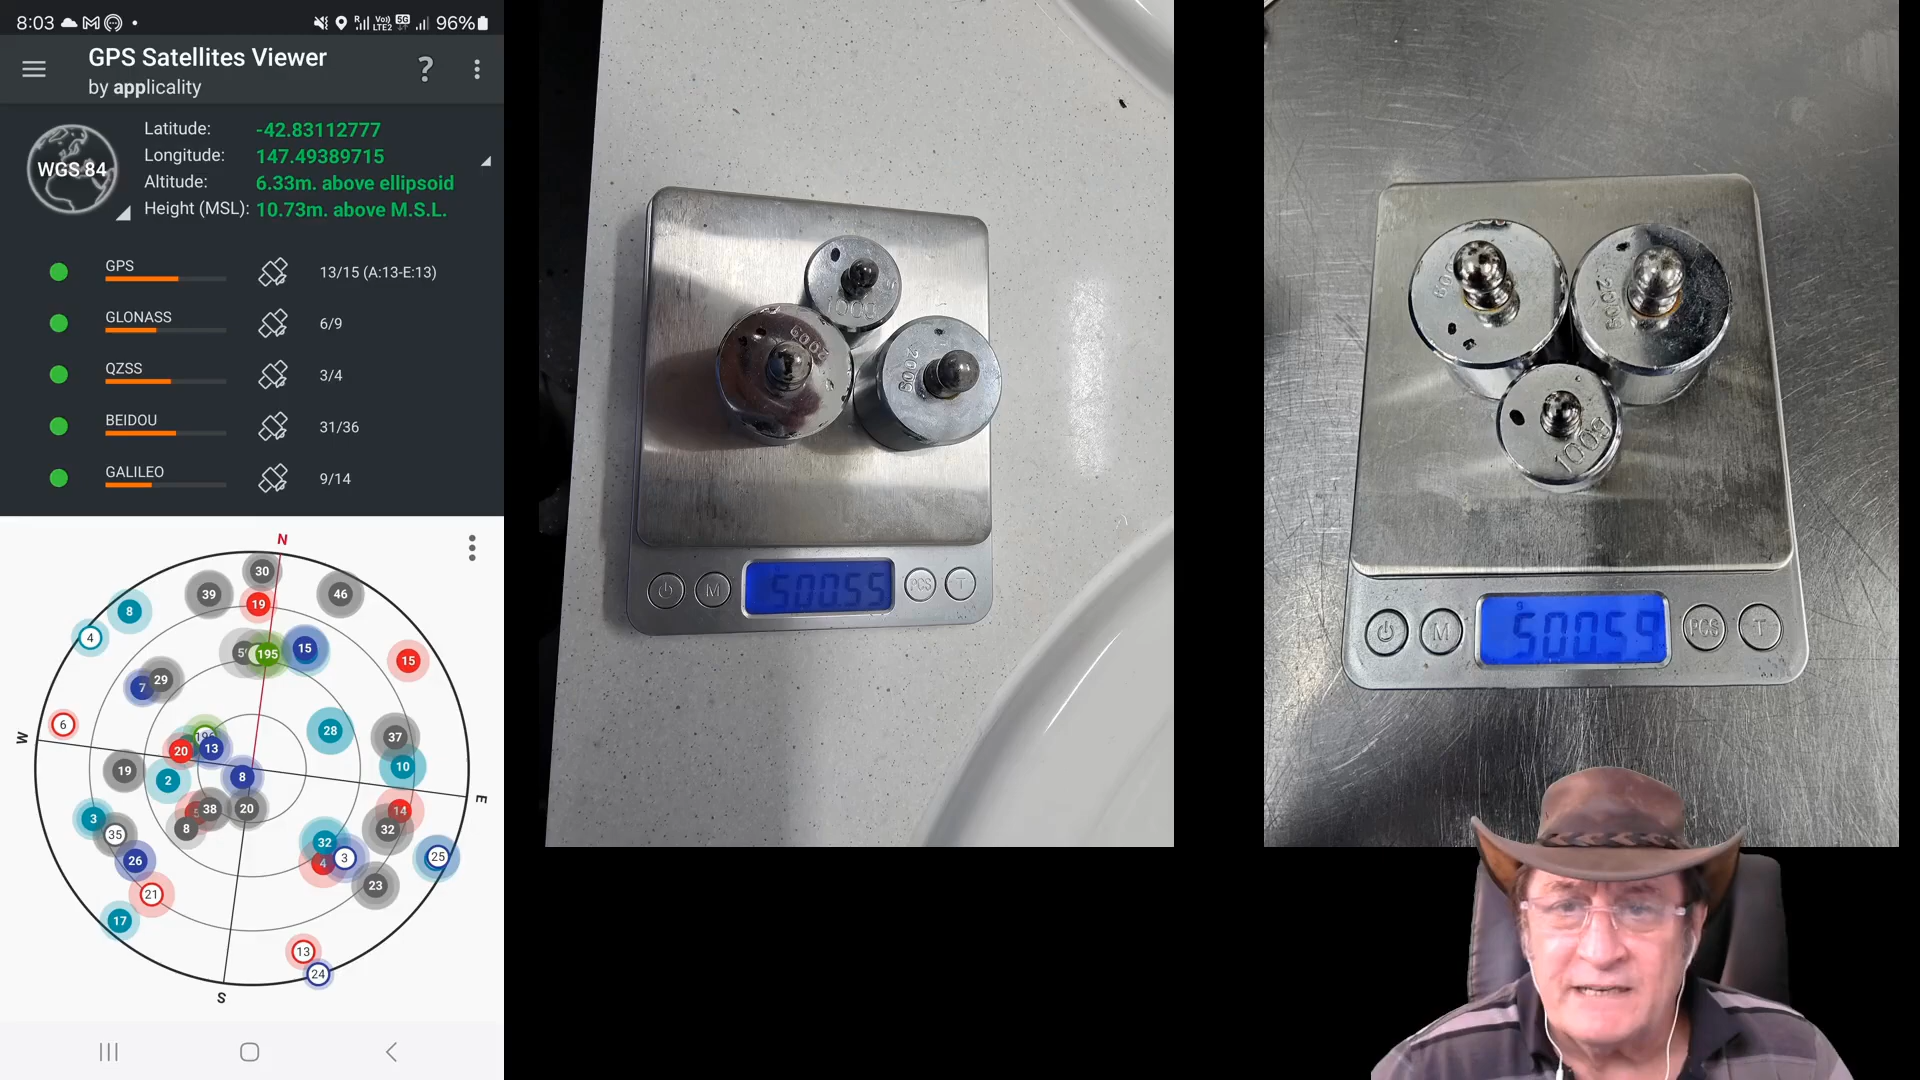 8:03
Vo))
LTE2
5G
96%
GPS Satellites Viewer
by applicality
?
WGS 84
Latitude: -42.83112777
Longitude: 147.49389715
Altitude: 6.33m. above ellipsoid
Height (MSL): 10.73m. above M.S.L.
GPS 13/15 (A:13-E:13)
GLONASS 6/9
QZSS 3/4
BEIDOU 31/36
GALILEO 9/14
N
30
39
46
19
8
4
195
15
15
29
7
6
28
37
W
13
20
19
2
8
10
E
38
20
14
3
35
8
32
32
26
4
3
25
23
21
17
13
24
S
100g
200g
200g
500.55
M
PCS
T
200g
100g
500.59
M
PCS
T